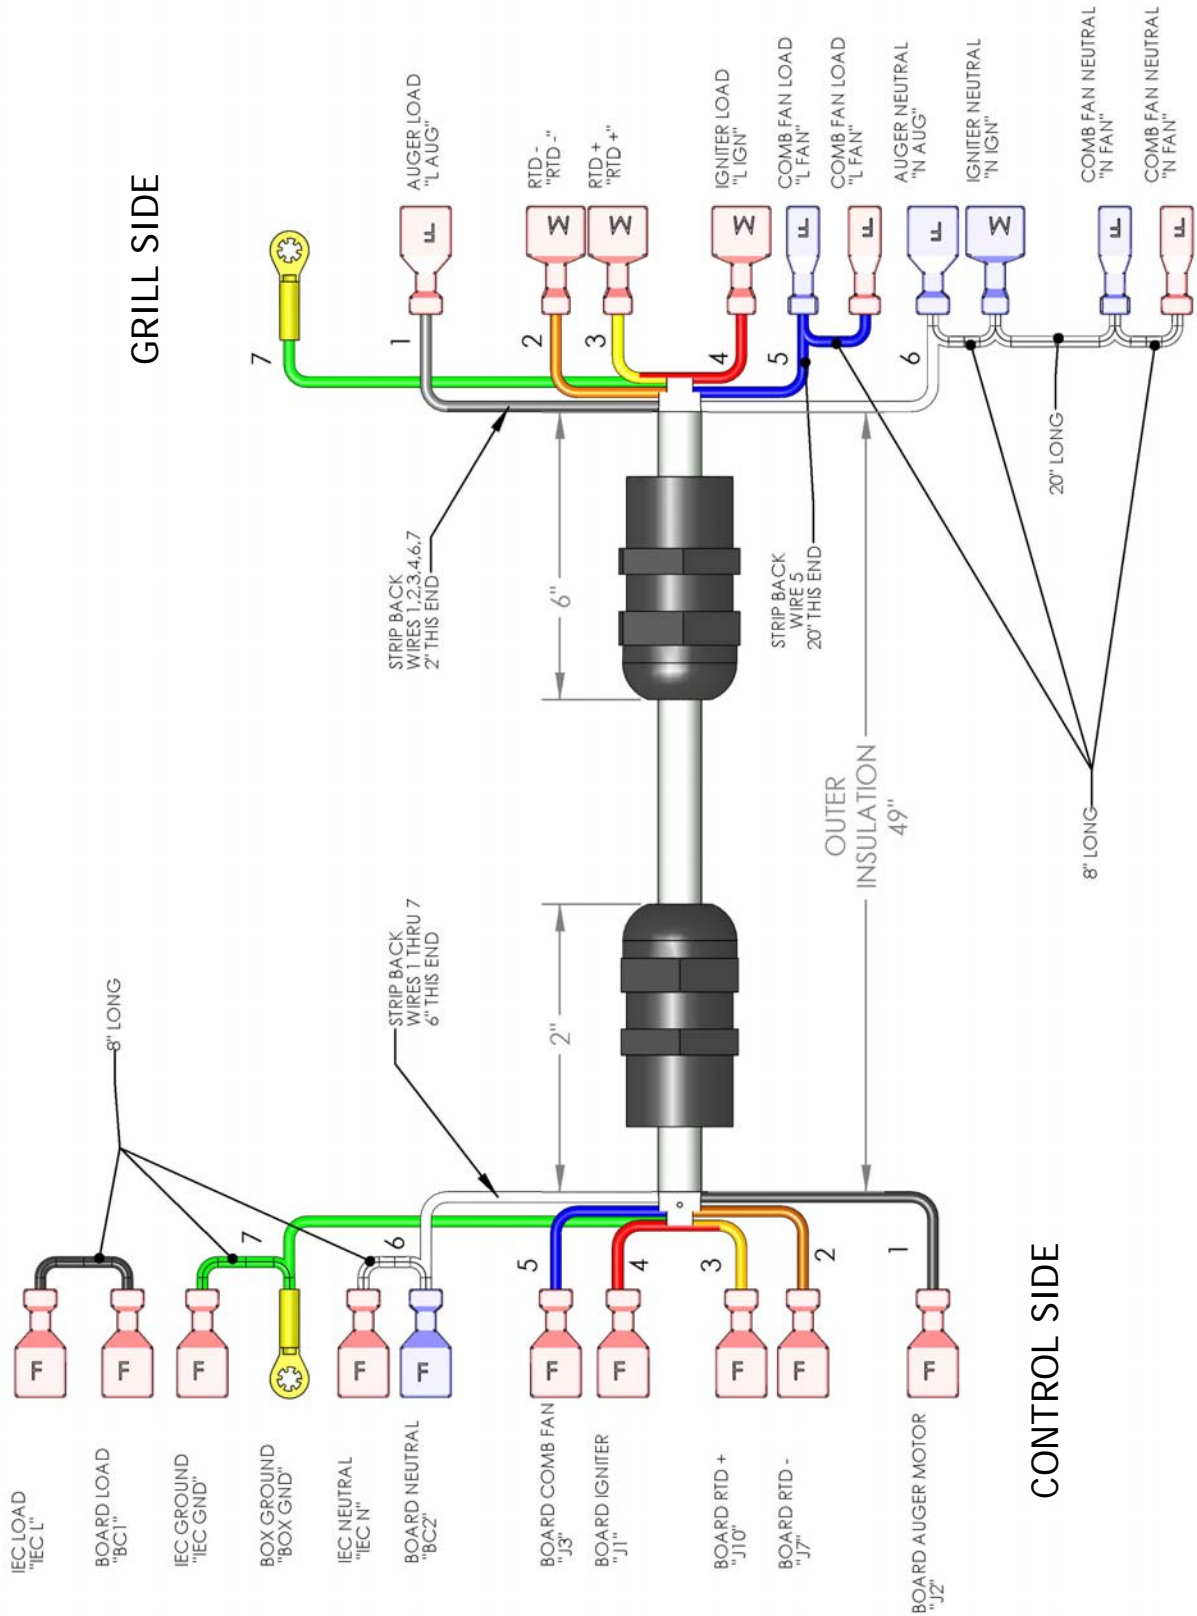 GRILL SIDE
7
1
AUGER LOAD
"L AUG"
F
2
RTD -
"RTD -"
M
3
RTD +
"RTD +"
M
4
IGNITER LOAD
"L IGN"
M
5
COMB FAN LOAD
"L FAN"
F
COMB FAN LOAD
"L FAN"
F
6
AUGER NEUTRAL
"N AUG"
F
IGNITER NEUTRAL
"N IGN"
M
COMB FAN NEUTRAL
"N FAN"
F
COMB FAN NEUTRAL
"N FAN"
F
STRIP BACK
WIRES 1,2,3,4,6,7
2" THIS END
6"
STRIP BACK
WIRE 5
20" THIS END
20" LONG
8" LONG
OUTER
INSULATION
49"
8" LONG
STRIP BACK
WIRES 1 THRU 7
6" THIS END
2"
IEC LOAD
"IEC L"
F
BOARD LOAD
"BC1"
F
IEC GROUND
"IEC GND"
F
7
BOX GROUND
"BOX GND"
IEC NEUTRAL
"IEC N"
F
6
BOARD NEUTRAL
"BC2"
F
5
BOARD COMB FAN
"J3"
F
4
BOARD IGNITER
"J1"
F
3
BOARD RTD +
"J10"
F
2
BOARD RTD -
"J7"
F
1
BOARD AUGER MOTOR
"J2"
F
CONTROL SIDE